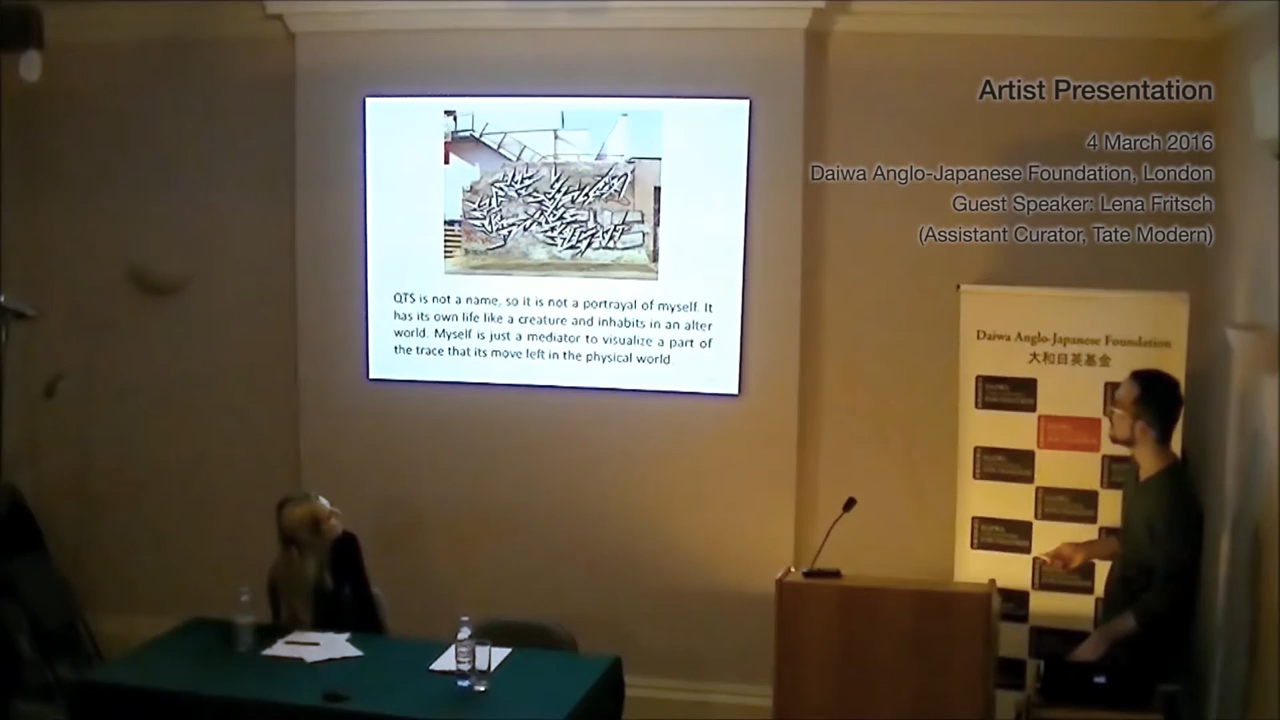 Artist Presentation
4 March 2016
Daiwa Anglo-Japanese Foundation, London
Guest Speaker: Lena Fritsch
(Assistant Curator, Tate Modern)
QTS is not a name, so it is not a portrayal of myself. It
has its own life like a creature and inhabits in an alter
world. Myself is just a mediator to visualize a part of
the trace that its move left in the physical world.
Daiwa Anglo-Japanese Foundation
大和日英基金